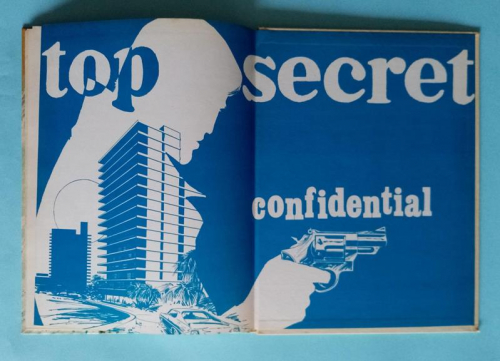 top secret
confidential